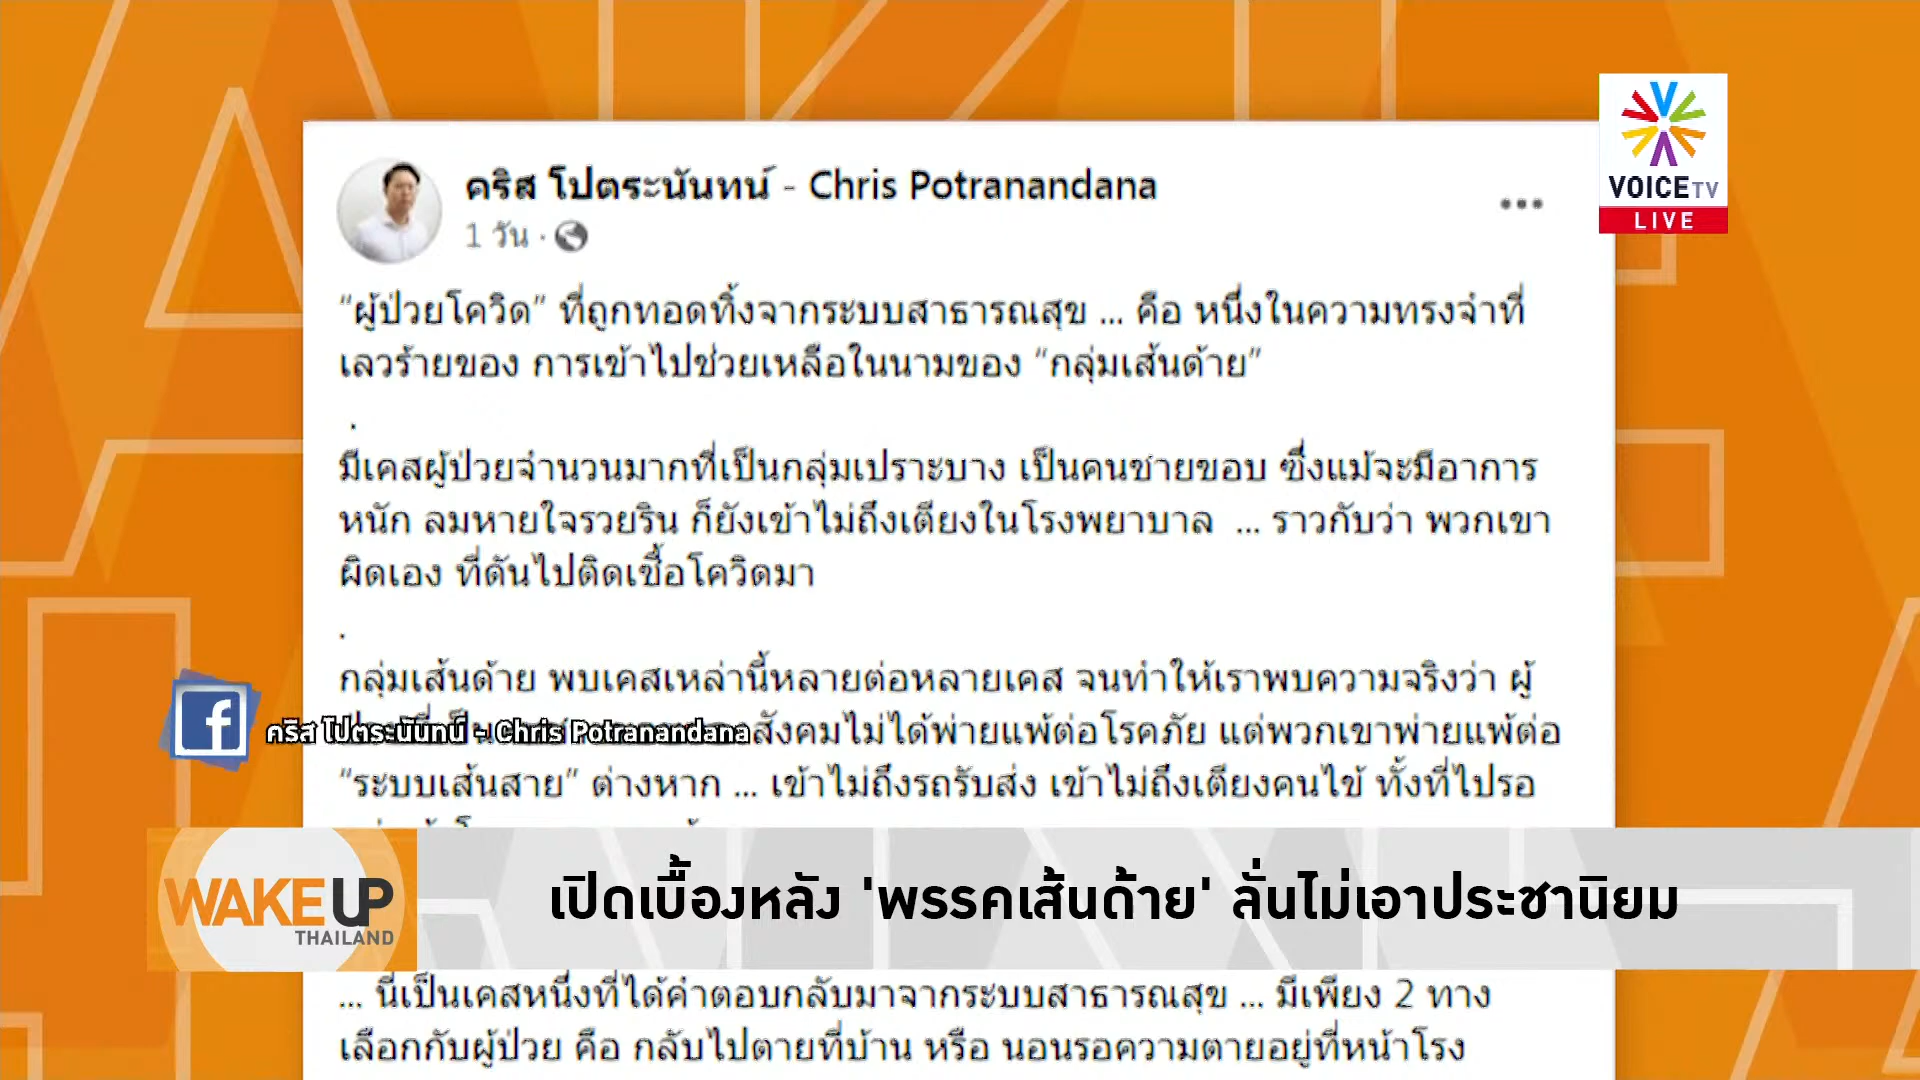 VOICE TV
LIVE
คริส โปตระนันทน์ - Chris Potranandana
1 วัน ·
“ผู้ป่วยโควิด” ที่ถูกทอดทิ้งจากระบบสาธารณสุข ... คือ หนึ่งในความทรงจำที่
เลวร้ายของ การเข้าไปช่วยเหลือในนามของ “กลุ่มเส้นด้าย”
.
มีเคสผู้ป่วยจำนวนมากที่เป็นกลุ่มเปราะบาง เป็นคนชายขอบ ซึ่งแม้จะมีอาการ
หนัก ลมหายใจรวยริน ก็ยังเข้าไม่ถึงเตียงในโรงพยาบาล ... ราวกับว่า พวกเขา
ผิดเอง ที่ดันไปติดเชื้อโควิดมา
.
กลุ่มเส้นด้าย พบเคสเหล่านี้หลายต่อหลายเคส จนทำให้เราพบความจริงว่า ผู้
สังคมไม่ได้พ่ายแพ้ต่อโรคภัย แต่พวกเขาพ่ายแพ้ต่อ
คริส โปตระนันทน์ - Chris Potranandana
“ระบบเส้นสาย” ต่างหาก ... เข้าไม่ถึงรถรับส่ง เข้าไม่ถึงเตียงคนไข้ ทั้งที่ไปรอ
WAKE UP
THAILAND
เปิดเบื้องหลัง 'พรรคเส้นด้าย' ลั่นไม่เอาประชานิยม
... นี่เป็นเคสหนึ่งที่ได้คำตอบกลับมาจากระบบสาธารณสุข ... มีเพียง 2 ทาง
เลือกกับผู้ป่วย คือ กลับไปตายที่บ้าน หรือ นอนรอความตายอยู่ที่หน้าโรง